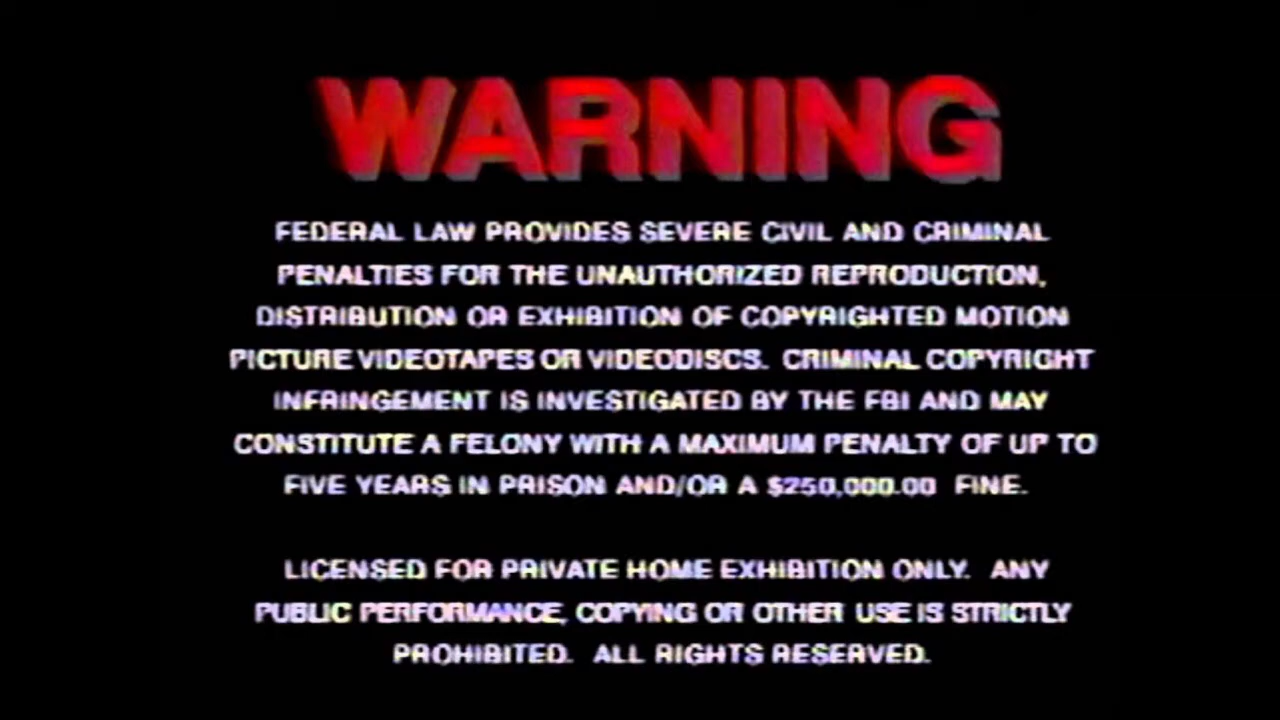 WARNING
FEDERAL LAW PROVIDES SEVERE CIVIL AND CRIMINAL
PENALTIES FOR THE UNAUTHORIZED REPRODUCTION,
DISTRIBUTION OR EXHIBITION OF COPYRIGHTED MOTION
PICTURE VIDEOTAPES OR VIDEODISCS. CRIMINAL COPYRIGHT
INFRINGEMENT IS INVESTIGATED BY THE FBI AND MAY
CONSTITUTE A FELONY WITH A MAXIMUM PENALTY OF UP TO
FIVE YEARS IN PRISON AND/OR A $250,000.00 FINE.
LICENSED FOR PRIVATE HOME EXHIBITION ONLY. ANY
PUBLIC PERFORMANCE, COPYING OR OTHER USE IS STRICTLY
PROHIBITED. ALL RIGHTS RESERVED.